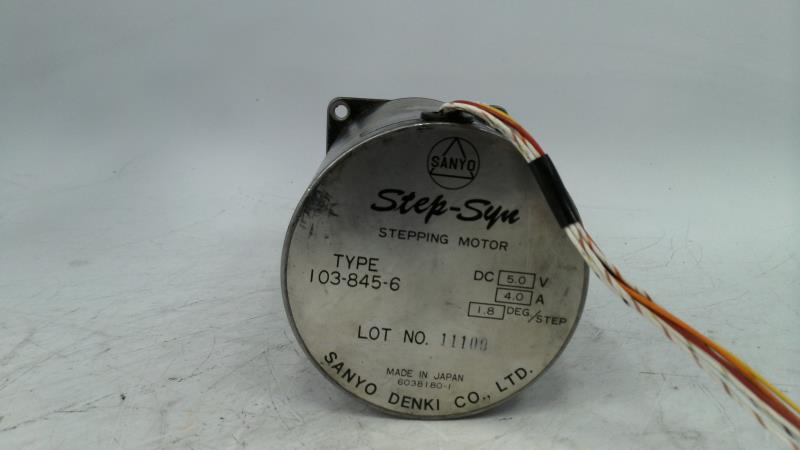 SANYO
Step-Syn
STEPPING MOTOR
TYPE
103-845-6
DC 5.0 V
4.0 A
1.8 DEG/STEP
LOT NO. 11100
MADE IN JAPAN
6038180-1
SANYO DENKI CO., LTD.